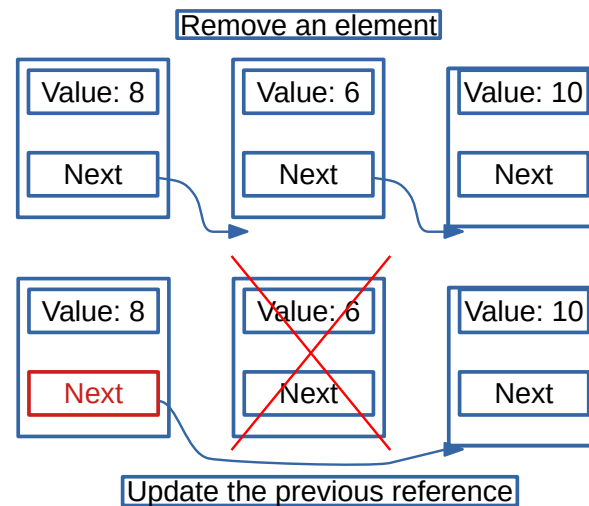 Remove an element
Value: 8
Value: 6
Value: 10
Next
Next
Next
Value: 8
Value: 6
Value: 10
Next
Next
Next
Update the previous reference